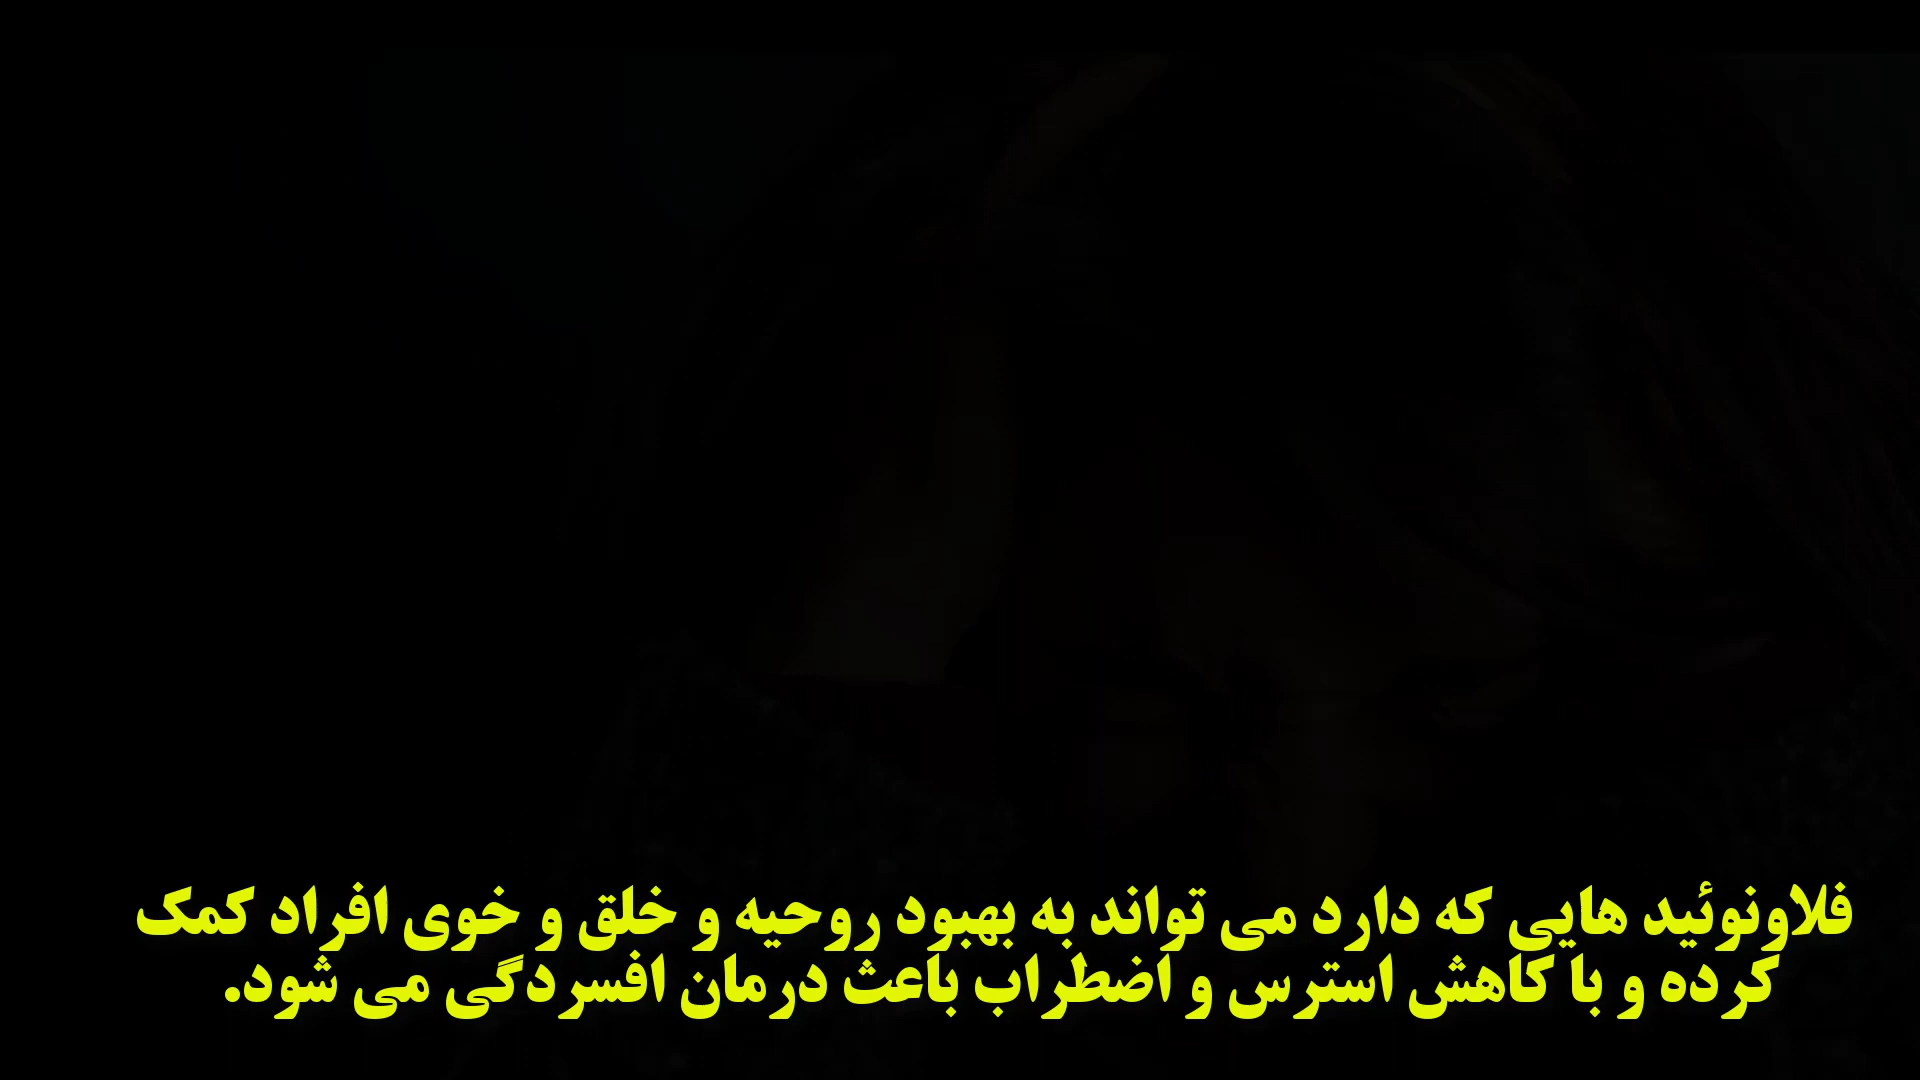 فلاونوئید هایی که دارد می تواند به بهبود روحیه و خلق و خوی افراد کمک
کرده و با کاهش استرس و اضطراب باعث درمان افسردگی می شود.